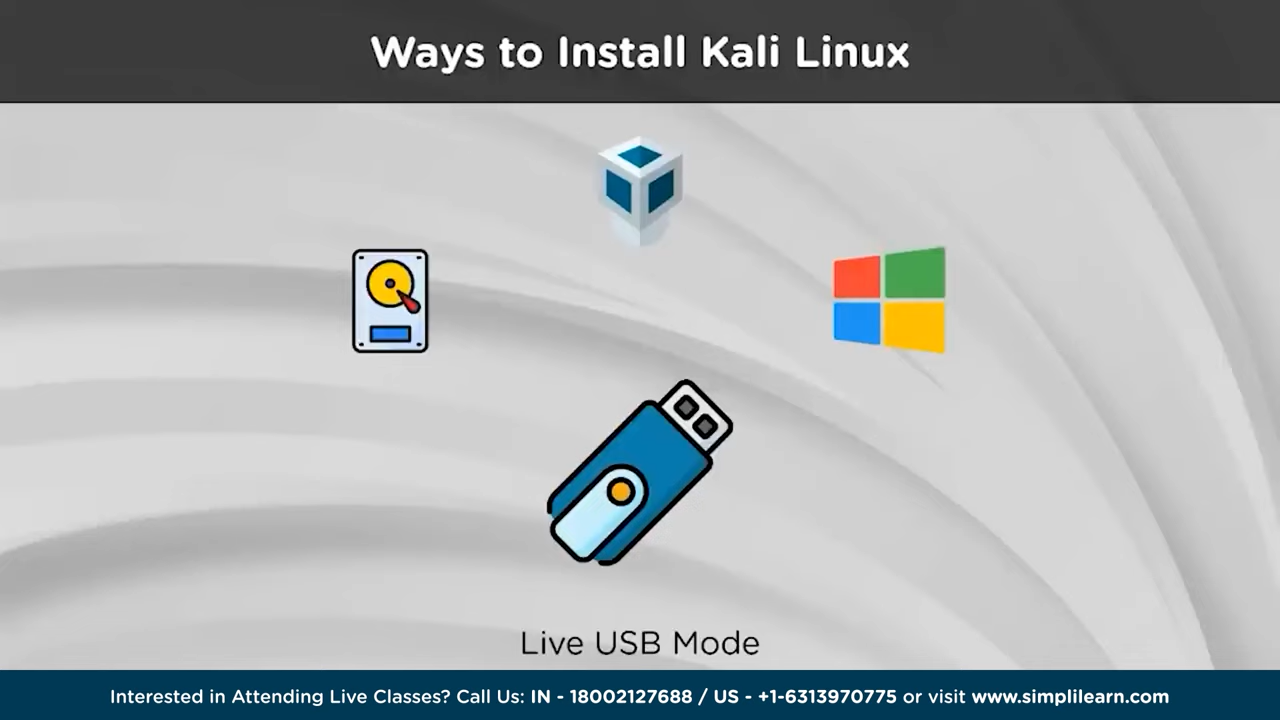 Ways to Install Kali Linux
Live USB Mode
Interested in Attending Live Classes? Call Us: IN - 18002127688 / US - +1-6313970775 or visit www.simplilearn.com